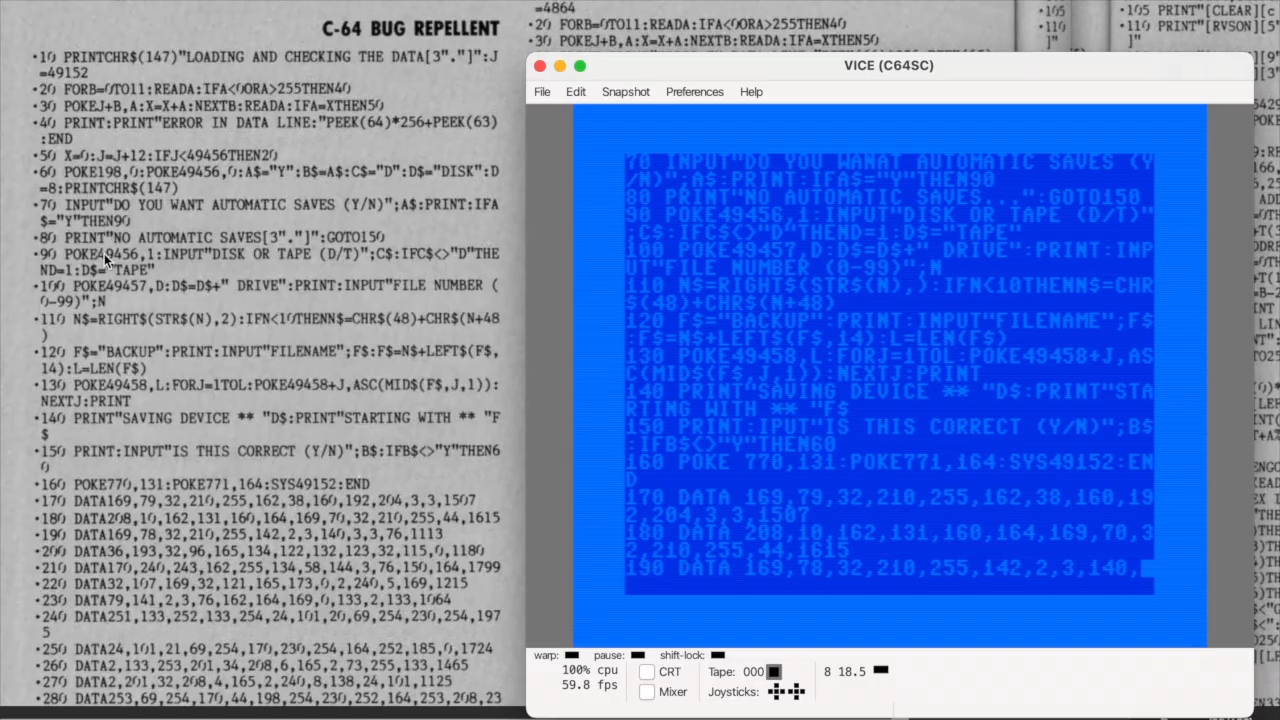 C-64 BUG REPELLENT
·10 PRINTCHR$(147)"LOADING AND CHECKING THE DATA[3"."]":J
=49152
·20 FORB=0TO11:READA:IFA<0ORA>255THEN40
·30 POKEJ+B,A:X=X+A:NEXTB:READA:IFA=XTHEN50
·40 PRINT:PRINT"ERROR IN DATA LINE:"PEEK(64)*256+PEEK(63)
:END
·50 X=0:J=J+12:IFJ<49456THEN20
·60 POKE198,0:POKE49456,0:A$="Y":B$=A$:C$="D":D$="DISK":D
=8:PRINTCHR$(147)
·70 INPUT"DO YOU WANT AUTOMATIC SAVES (Y/N)";A$:PRINT:IFA
$="Y"THEN90
·80 PRINT"NO AUTOMATIC SAVES[3"."]":GOTO150
·90 POKE49456,1:INPUT"DISK OR TAPE (D/T)";C$:IFC$<>"D"THE
ND=1:D$="TAPE"
·100 POKE49457,D:D$=D$+" DRIVE":PRINT:INPUT"FILE NUMBER (
0-99)";N
·110 N$=RIGHT$(STR$(N),2):IFN<10THENN$=CHR$(48)+CHR$(N+48
)
·120 F$="BACKUP":PRINT:INPUT"FILENAME";F$:F$=N$+LEFT$(F$,
14):L=LEN(F$)
·130 POKE49458,L:FORJ=1TOL:POKE49458+J,ASC(MID$(F$,J,1)):
NEXTJ:PRINT
·140 PRINT"SAVING DEVICE ** "D$:PRINT"STARTING WITH ** "F
$
·150 PRINT:INPUT"IS THIS CORRECT (Y/N)";B$:IFB$<>"Y"THEN6
0
·160 POKE770,131:POKE771,164:SYS49152:END
·170 DATA169,79,32,210,255,162,38,160,192,204,3,3,1507
·180 DATA208,10,162,131,160,164,169,70,32,210,255,44,1615
·190 DATA169,78,32,210,255,142,2,3,140,3,3,76,1113
·200 DATA36,193,32,96,165,134,122,132,123,32,115,0,1180
·210 DATA170,240,243,162,255,134,58,144,3,76,150,164,1799
·220 DATA32,107,169,32,121,165,173,0,2,240,5,169,1215
·230 DATA79,141,2,3,76,162,164,169,0,133,2,133,1064
·240 DATA251,133,252,133,254,24,101,20,69,254,230,254,197
5
·250 DATA24,101,21,69,254,170,230,254,164,252,185,0,1724
·260 DATA2,133,253,201,34,208,6,165,2,73,255,133,1465
·270 DATA2,201,32,208,4,165,2,240,8,138,24,101,1125
·280 DATA253,69,254,170,44,198,254,230,252,164,253,208,23
=4864
·20 FORB=0TO11:READA:IFA<0ORA>255THEN40
·30 POKEJ+B,A:X=X+A:NEXTB:READA:IFA=XTHEN50
·105
·110
]"
·105 PRINT"[CLEAR][c
·110 PRINT"[RVSON][5
]"
VICE (C64SC)
File Edit Snapshot Preferences Help
70 INPUT"DO YOU WANAT AUTOMATIC SAVES (Y
/N)";A$:PRINT:IFA$="Y"THEN90
80 PRINT"NO AUTOMATIC SAVES...":GOTO150
90 POKE49456,1:INPUT"DISK OR TAPE (D/T)"
;C$:IFC$<>"D"THEND=1:D$="TAPE"
100 POKE49457,D:D$=D$+" DRIVE":PRINT:INP
UT"FILE NUMBER (0-99)";N
110 N$=RIGHT$(STR$(N),):IFN<10THENN$=CHR
$(48)+CHR$(N+48)
120 F$="BACKUP":PRINT:INPUT"FILENAME";F$
:F$=N$+LEFT$(F$,14):L=LEN(F$)
130 POKE49458,L:FORJ=1TOL:POKE49458+J,AS
C(MID$(F$,J,1)):NEXTJ:PRINT
140 PRINT"SAVING DEVICE ** "D$:PRINT"STA
RTING WITH ** "F$
150 PRINT:IPUT"IS THIS CORRECT (Y/N)";B$
:IFB$<>"Y"THEN60
160 POKE 770,131:POKE771,164:SYS49152:EN
D
170 DATA 169,79,32,210,255,162,38,160,19
2,204,3,3,1507
180 DATA 208,10,162,131,160,164,169,70,3
2,210,255,44,1615
190 DATA 169,78,32,210,255,142,2,3,140,
warp: pause: shift-lock:
100% cpu
59.8 fps
CRT
Mixer
Tape: 000
Joysticks:
8 18.5